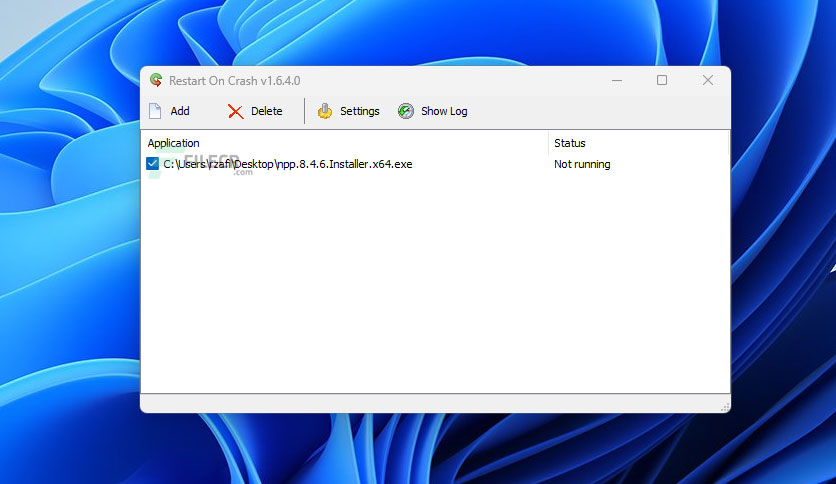 Restart On Crash v1.6.4.0
Add Delete Settings Show Log
Application Status
C:\Users\rzafi\Desktop\npp.8.4.6.Installer.x64.exe Not running
FILECR
.com